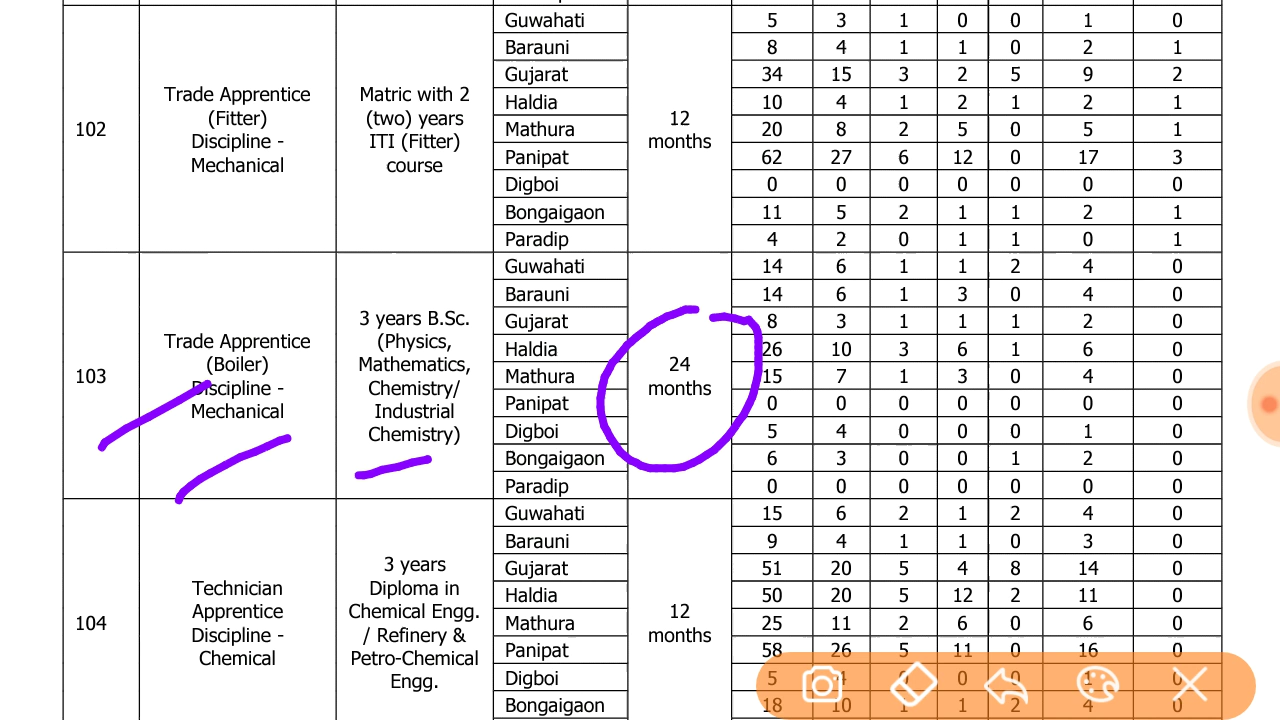 102
Trade Apprentice
(Fitter)
Discipline -
Mechanical
Matric with 2
(two) years
ITI (Fitter)
course
12
months
Guwahati 5 3 1 0 0 1 0
Barauni 8 4 1 1 0 2 1
Gujarat 34 15 3 2 5 9 2
Haldia 10 4 1 2 1 2 1
Mathura 20 8 2 5 0 5 1
Panipat 62 27 6 12 0 17 3
Digboi 0 0 0 0 0 0 0
Bongaigaon 11 5 2 1 1 2 1
Paradip 4 2 0 1 1 0 1
103
Trade Apprentice
(Boiler)
Discipline -
Mechanical
3 years B.Sc.
(Physics,
Mathematics,
Chemistry/
Industrial
Chemistry)
24
months
Guwahati 14 6 1 1 2 4 0
Barauni 14 6 1 3 0 4 0
Gujarat 8 3 1 1 1 2 0
Haldia 26 10 3 6 1 6 0
Mathura 15 7 1 3 0 4 0
Panipat 0 0 0 0 0 0 0
Digboi 5 4 0 0 0 1 0
Bongaigaon 6 3 0 0 1 2 0
Paradip 0 0 0 0 0 0 0
104
Technician
Apprentice
Discipline -
Chemical
3 years
Diploma in
Chemical Engg.
/ Refinery &
Petro-Chemical
Engg.
12
months
Guwahati 15 6 2 1 2 4 0
Barauni 9 4 1 1 0 3 0
Gujarat 51 20 5 4 8 14 0
Haldia 50 20 5 12 2 11 0
Mathura 25 11 2 6 0 6 0
Panipat 58 26 5 11 0 16 0
Digboi 5 4 0 0 1 0
Bongaigaon 18 10 1 1 2 4 0